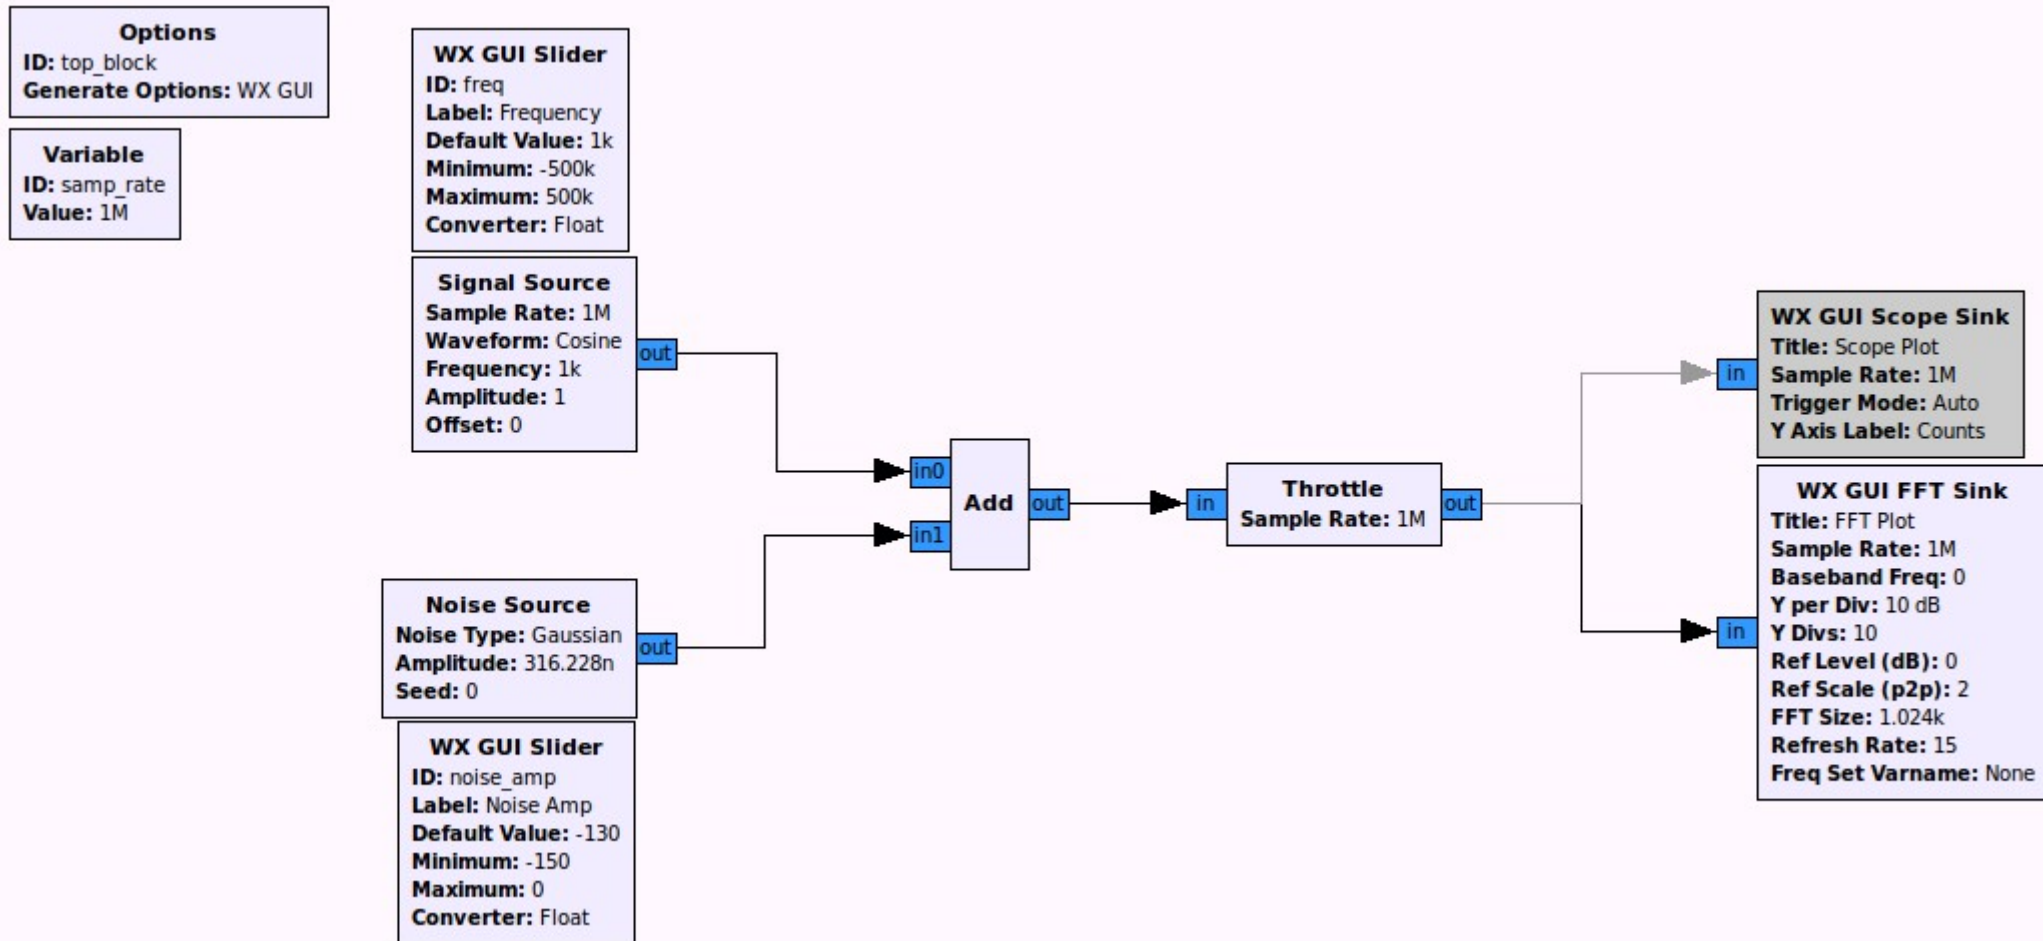 Options
ID: top_block
Generate Options: WX GUI
Variable
ID: samp_rate
Value: 1M
WX GUI Slider
ID: freq
Label: Frequency
Default Value: 1k
Minimum: -500k
Maximum: 500k
Converter: Float
Signal Source
Sample Rate: 1M
Waveform: Cosine
Frequency: 1k
Amplitude: 1
Offset: 0
out
Noise Source
Noise Type: Gaussian
Amplitude: 316.228n
Seed: 0
out
WX GUI Slider
ID: noise_amp
Label: Noise Amp
Default Value: -130
Minimum: -150
Maximum: 0
Converter: Float
in0
in1
Add
out
in
Throttle
Sample Rate: 1M
out
in
WX GUI Scope Sink
Title: Scope Plot
Sample Rate: 1M
Trigger Mode: Auto
Y Axis Label: Counts
in
WX GUI FFT Sink
Title: FFT Plot
Sample Rate: 1M
Baseband Freq: 0
Y per Div: 10 dB
Y Divs: 10
Ref Level (dB): 0
Ref Scale (p2p): 2
FFT Size: 1.024k
Refresh Rate: 15
Freq Set Varname: None